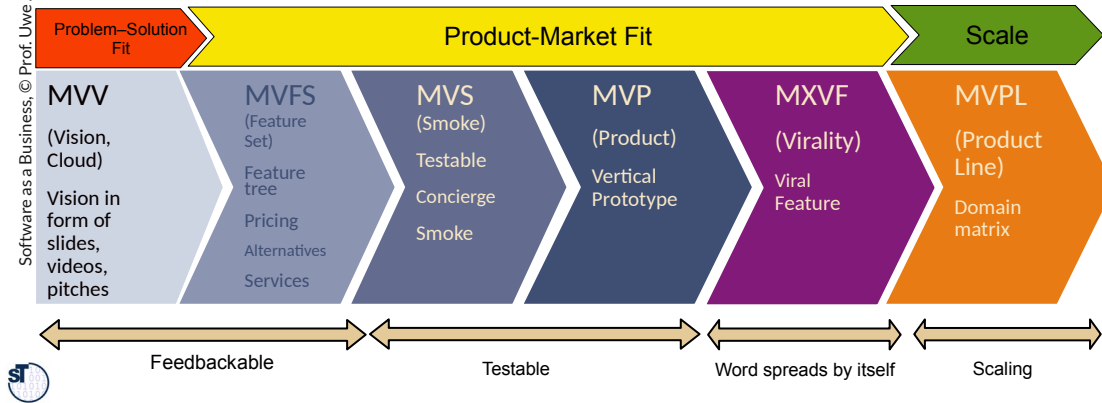 Software as a Business, © Prof. Uwe
Problem–Solution
Fit
Product-Market Fit
Scale
MVV
(Vision,
Cloud)
Vision in
form of
slides,
videos,
pitches
MVFS
(Feature
Set)
Feature
tree
Pricing
Alternatives
Services
MVS
(Smoke)
Testable
Concierge
Smoke
MVP
(Product)
Vertical
Prototype
MXVF
(Virality)
Viral
Feature
MVPL
(Product
Line)
Domain
matrix
Feedbackable
Testable
Word spreads by itself
Scaling
ST